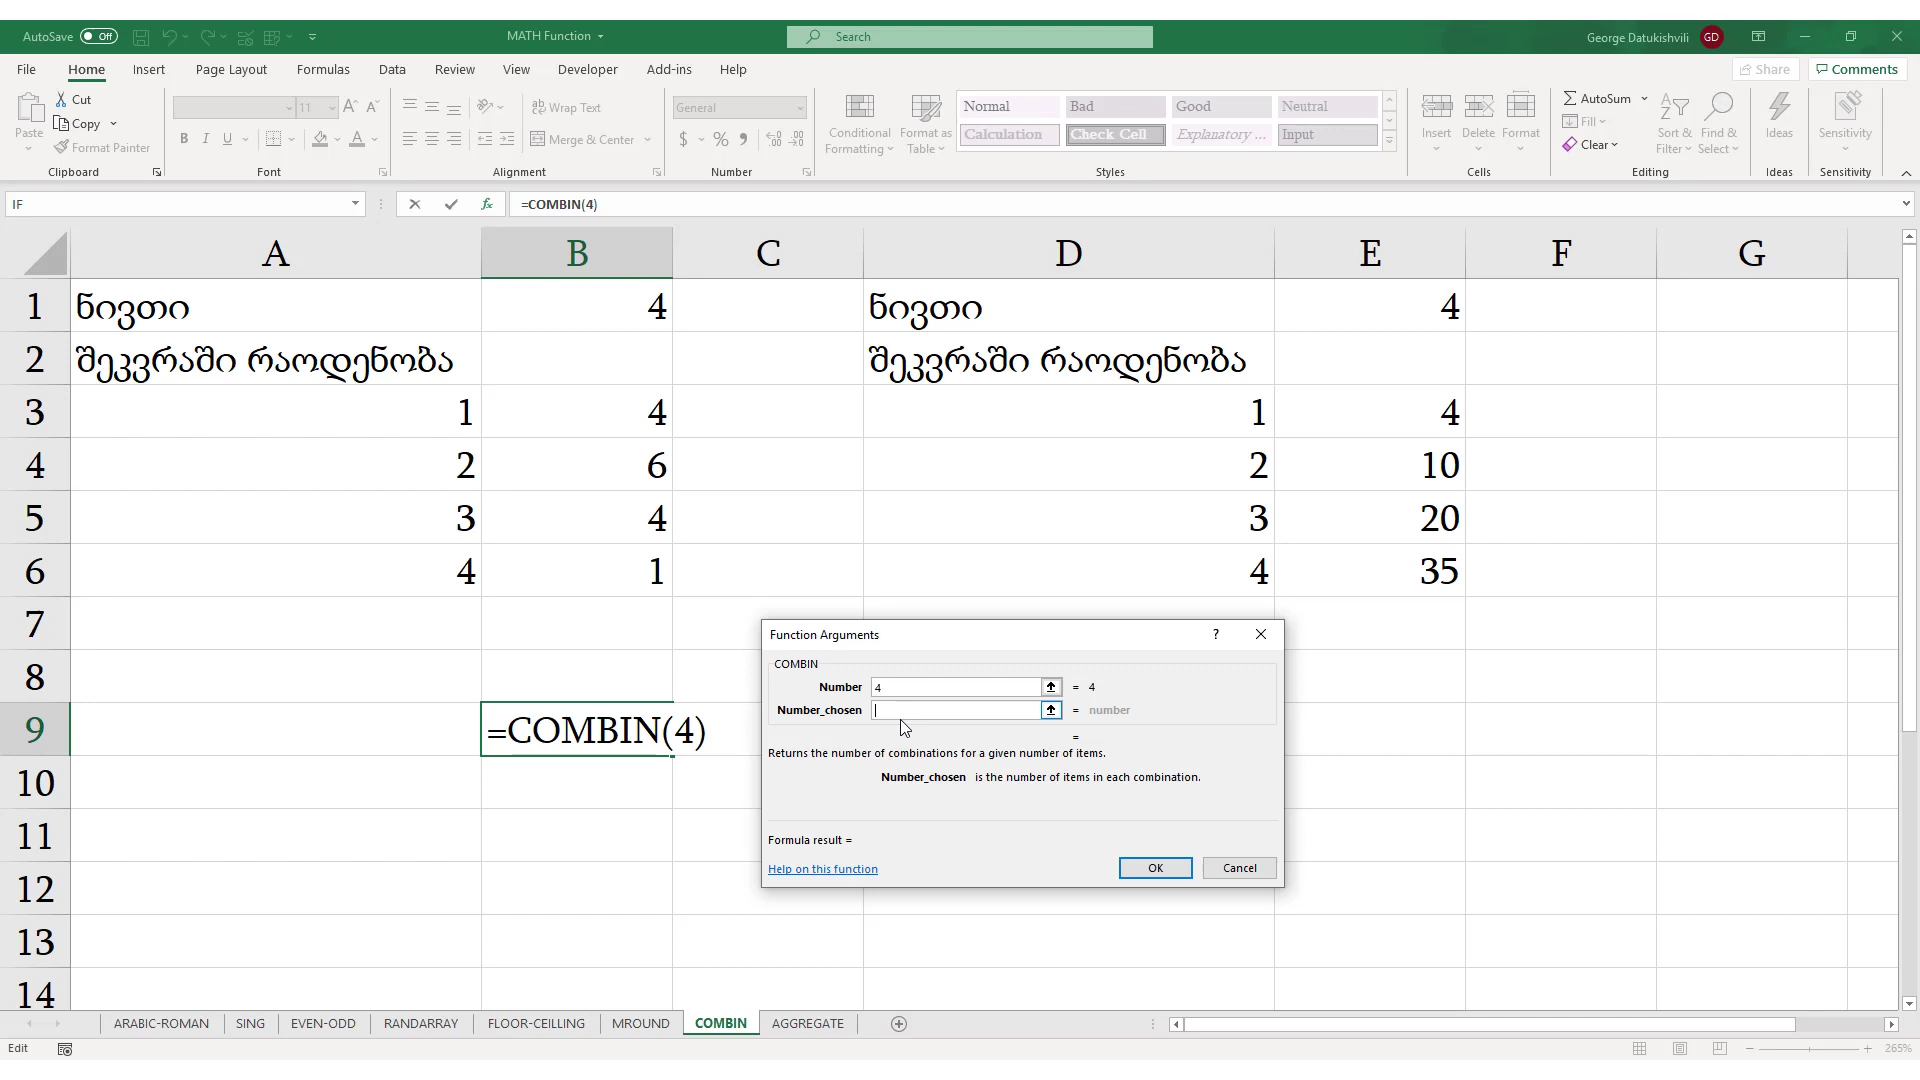 AutoSave Off MATH Function Search George Datukishvili GD
File Home Insert Page Layout Formulas Data Review View Developer Add-ins Help Share Comments
Paste Cut Copy Format Painter Clipboard
11 B I U Font
Wrap Text Merge & Center Alignment
General $ % Number
Conditional Formatting Format as Table
Normal Bad Good Neutral
Calculation Check Cell Explanatory ... Input
Styles
Insert Delete Format Cells
AutoSum Fill Clear Sort & Filter Find & Select Editing
Ideas Ideas
Sensitivity Sensitivity
IF fx =COMBIN(4)
A B C D E F G
1 ნივთი 4 ნივთი 4
2 შეკვრაში რაოდენობა შეკვრაში რაოდენობა
3 1 4 1 4
4 2 6 2 10
5 3 4 3 20
6 4 1 4 35
7
8
9 =COMBIN(4)
10
11
12
13
14
Function Arguments ?
COMBIN
Number 4 = 4
Number_chosen = number
=
Returns the number of combinations for a given number of items.
Number_chosen is the number of items in each combination.
Formula result =
Help on this function OK Cancel
ARABIC-ROMAN SING EVEN-ODD RANDARRAY FLOOR-CEILLING MROUND COMBIN AGGREGATE
Edit 265%